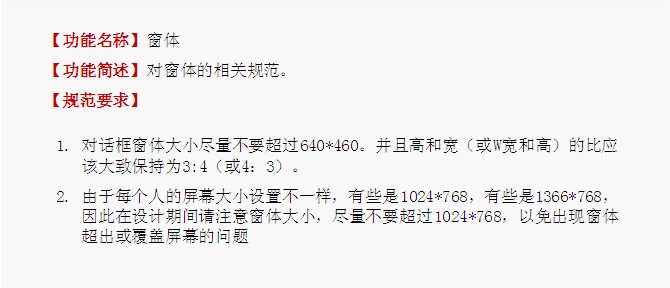 【功能名称】窗体
【功能简述】对窗体的相关规范。
【规范要求】
1. 对话框窗体大小尽量不要超过640*460。并且高和宽（或W宽和高）的比应
该大致保持为3:4（或4：3）。
2. 由于每个人的屏幕大小设置不一样，有些是1024*768，有些是1366*768，
因此在设计期间请注意窗体大小，尽量不要超过1024*768，以免出现窗体
超出或覆盖屏幕的问题